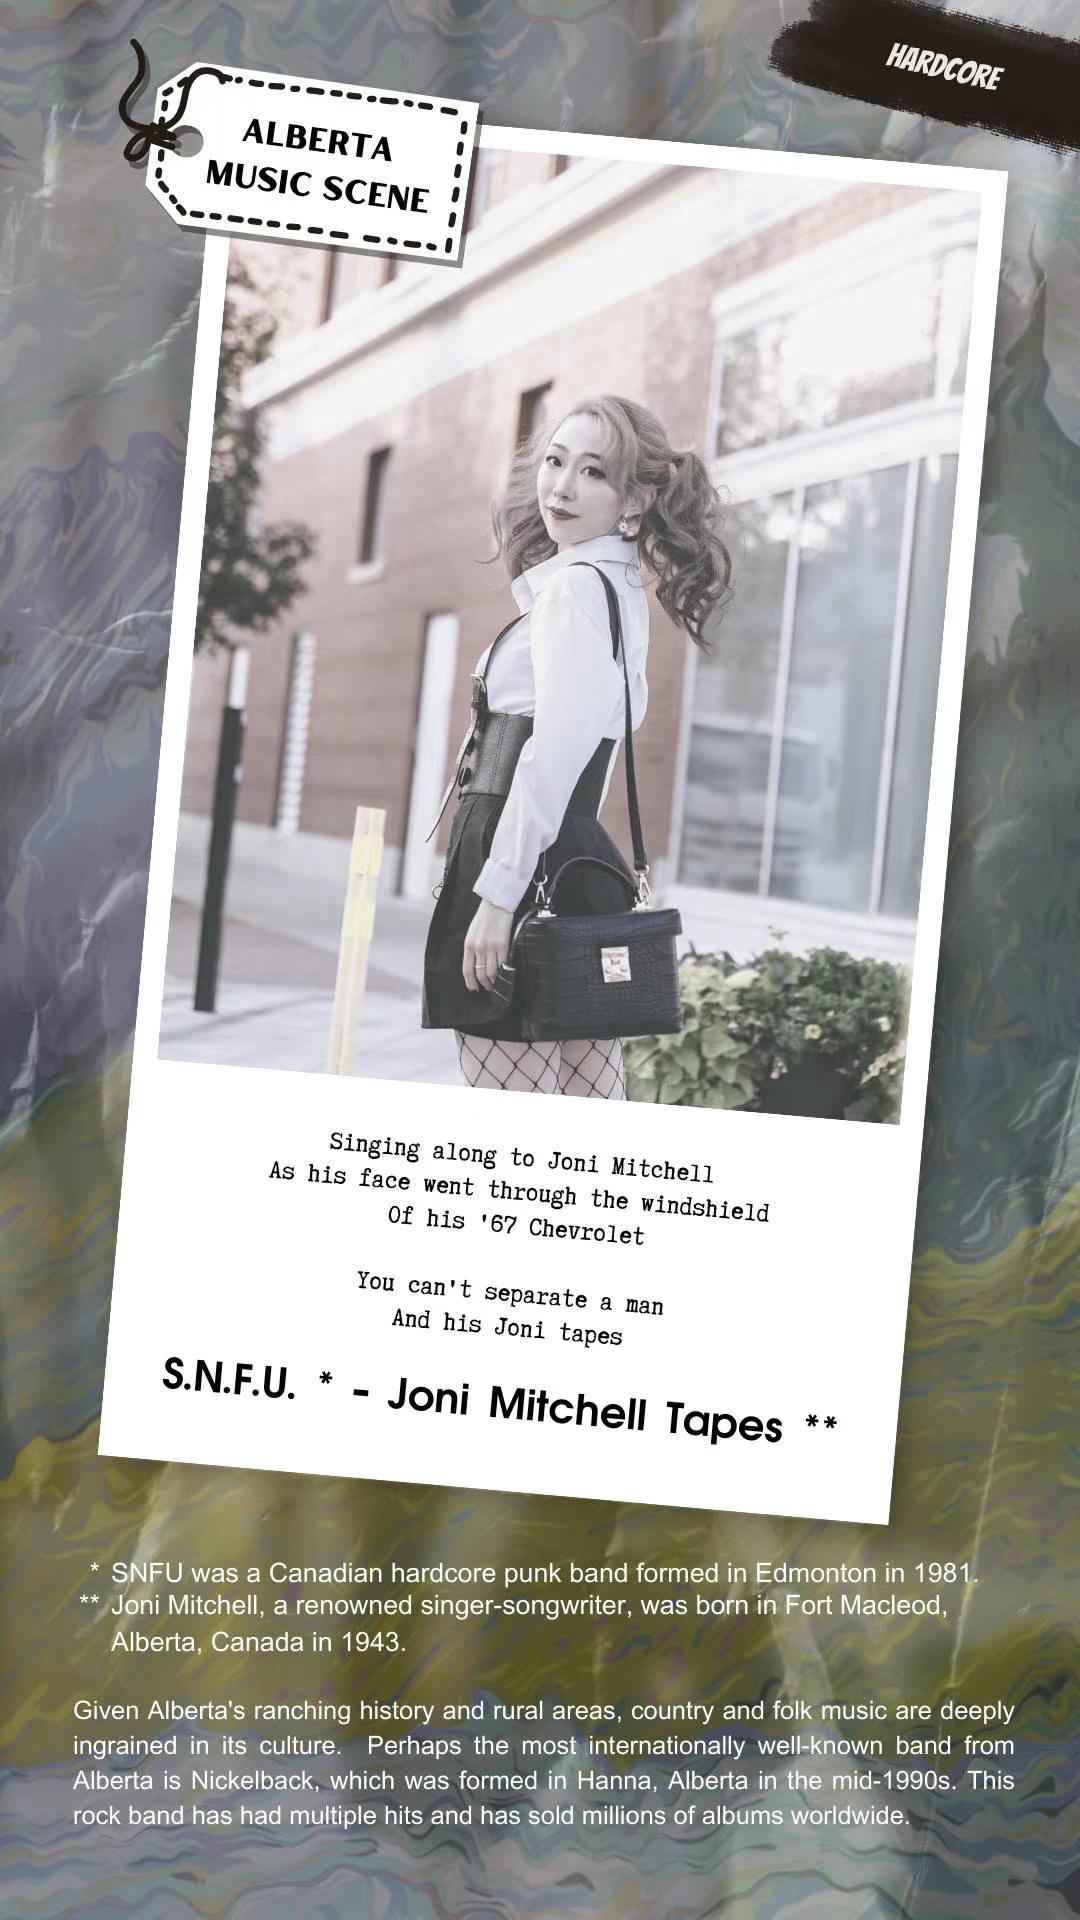 HARDCORE
ALBERTA
MUSIC SCENE
Singing along to Joni Mitchell
As his face went through the windshield
Of his '67 Chevrolet
You can't separate a man
And his Joni tapes
S.N.F.U. * - Joni Mitchell Tapes **
* SNFU was a Canadian hardcore punk band formed in Edmonton in 1981.
** Joni Mitchell, a renowned singer-songwriter, was born in Fort Macleod,
Alberta, Canada in 1943.
Given Alberta's ranching history and rural areas, country and folk music are deeply
ingrained in its culture. Perhaps the most internationally well-known band from
Alberta is Nickelback, which was formed in Hanna, Alberta in the mid-1990s. This
rock band has had multiple hits and has sold millions of albums worldwide.